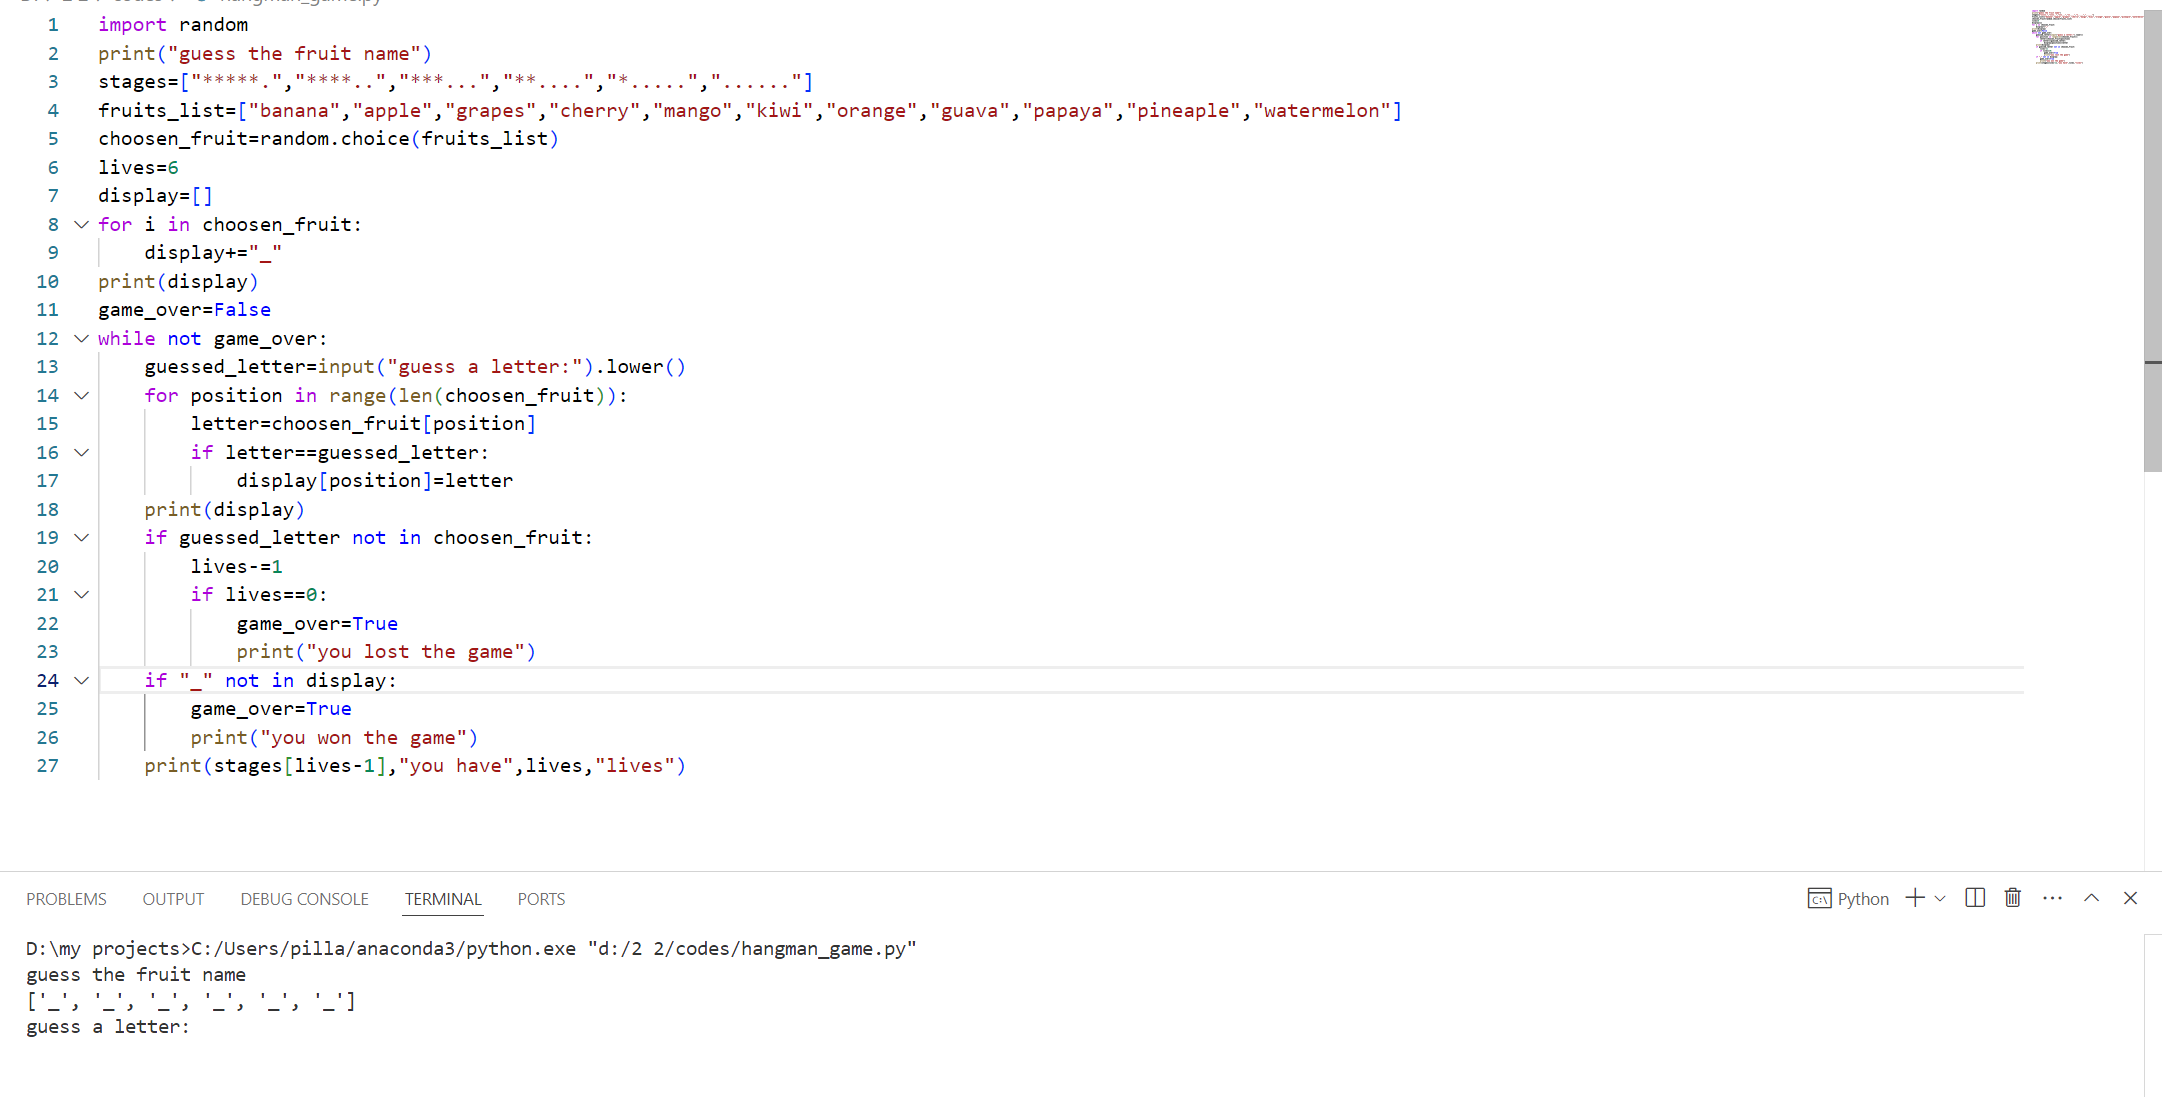 hangman_game.py
1 import random
2 print("guess the fruit name")
3 stages=["*****.","****..","***...","**....","*.....","......"]
4 fruits_list=["banana","apple","grapes","cherry","mango","kiwi","orange","guava","papaya","pineaple","watermelon"]
5 choosen_fruit=random.choice(fruits_list)
6 lives=6
7 display=[]
8 for i in choosen_fruit:
9     display+="_"
10 print(display)
11 game_over=False
12 while not game_over:
13     guessed_letter=input("guess a letter:").lower()
14     for position in range(len(choosen_fruit)):
15         letter=choosen_fruit[position]
16         if letter==guessed_letter:
17             display[position]=letter
18     print(display)
19     if guessed_letter not in choosen_fruit:
20         lives-=1
21         if lives==0:
22             game_over=True
23             print("you lost the game")
24     if "_" not in display:
25         game_over=True
26         print("you won the game")
27     print(stages[lives-1],"you have",lives,"lives")
PROBLEMS OUTPUT DEBUG CONSOLE TERMINAL PORTS Python
D:\my projects>C:/Users/pilla/anaconda3/python.exe "d:/2 2/codes/hangman_game.py"
guess the fruit name
['_', '_', '_', '_', '_', '_']
guess a letter: